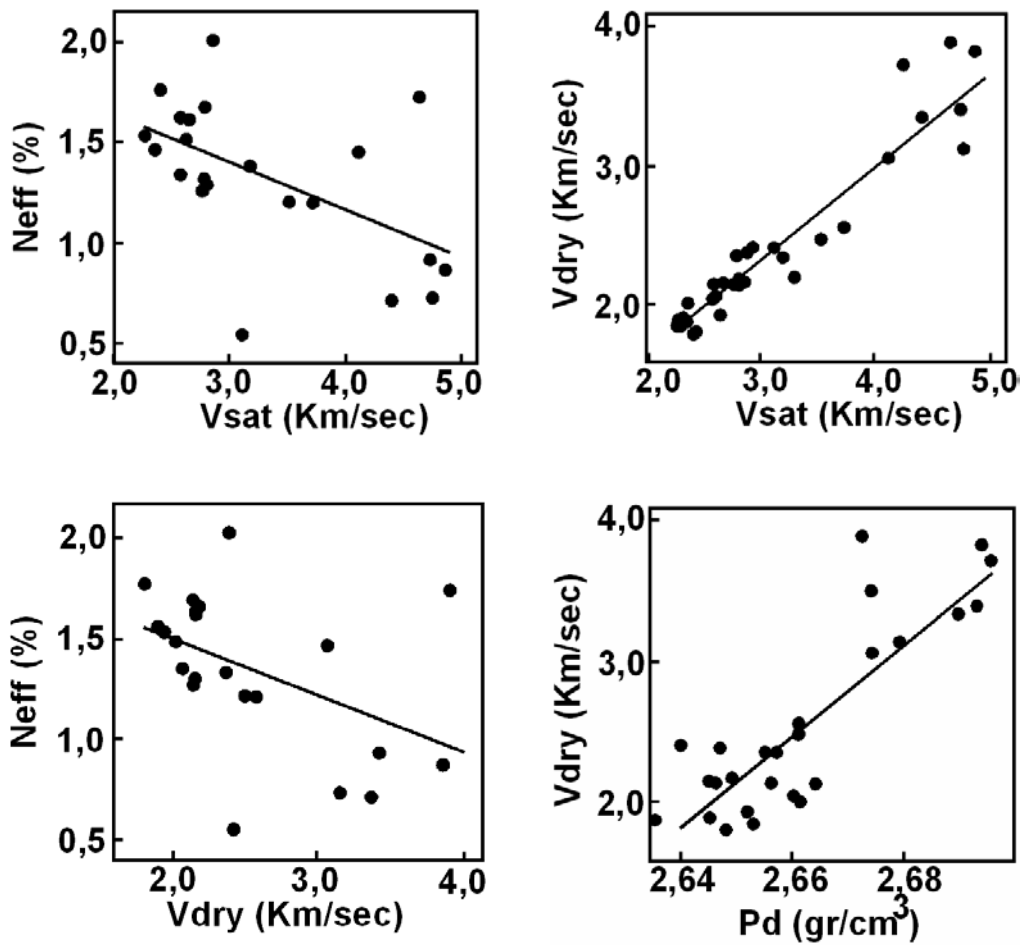 2,0
1,5
1,0
0,5
Neff (%)
2,0 3,0 4,0 5,0
Vsat (Km/sec)
4,0
3,0
2,0
Vdry (Km/sec)
2,0 3,0 4,0 5,0
Vsat (Km/sec)
2,0
1,5
1,0
0,5
Neff (%)
2,0 3,0 4,0
Vdry (Km/sec)
4,0
3,0
2,0
Vdry (Km/sec)
2,64 2,66 2,68
Pd (gr/cm3)